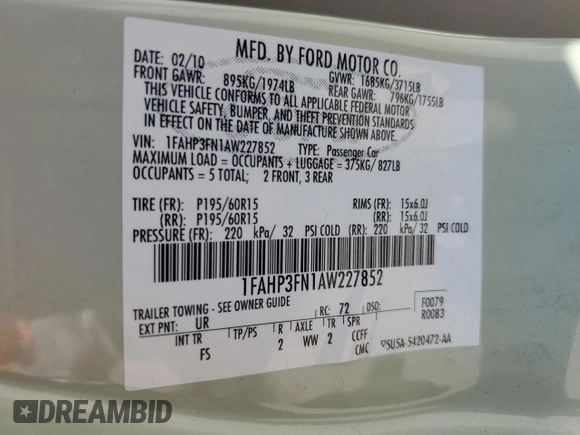 MFD. BY FORD MOTOR CO.
DATE: 02/10
GVWR: 1685KG/3715LB
FRONT GAWR: 895KG/1974LB
REAR GAWR: 796KG/1755LB
THIS VEHICLE CONFORMS TO ALL APPLICABLE FEDERAL MOTOR
VEHICLE SAFETY, BUMPER, AND THEFT PREVENTION STANDARDS
IN EFFECT ON THE DATE OF MANUFACTURE SHOWN ABOVE.
VIN: 1FAHP3FN1AW227852 TYPE: Passenger Car
MAXIMUM LOAD = OCCUPANTS + LUGGAGE = 375KG/ 827LB
OCCUPANTS = 5 TOTAL; 2 FRONT, 3 REAR
TIRE (FR): P195/60R15 RIMS (FR): 15x6.0J
(RR): P195/60R15 (RR): 15x6.0J
PRESSURE (FR): 220 kPa/ 32 PSI COLD (RR): 220 kPa/ 32 PSI COLD
1FAHP3FN1AW227852
TRAILER TOWING - SEE OWNER GUIDE RC: 72 DSO: F0079
R0083
EXT PNT: UR
INT TR TP/PS R AXLE TR SPR
FS 2 WW 2 CCFF
CMC
5U5A-5420472-AA
DREAMBID